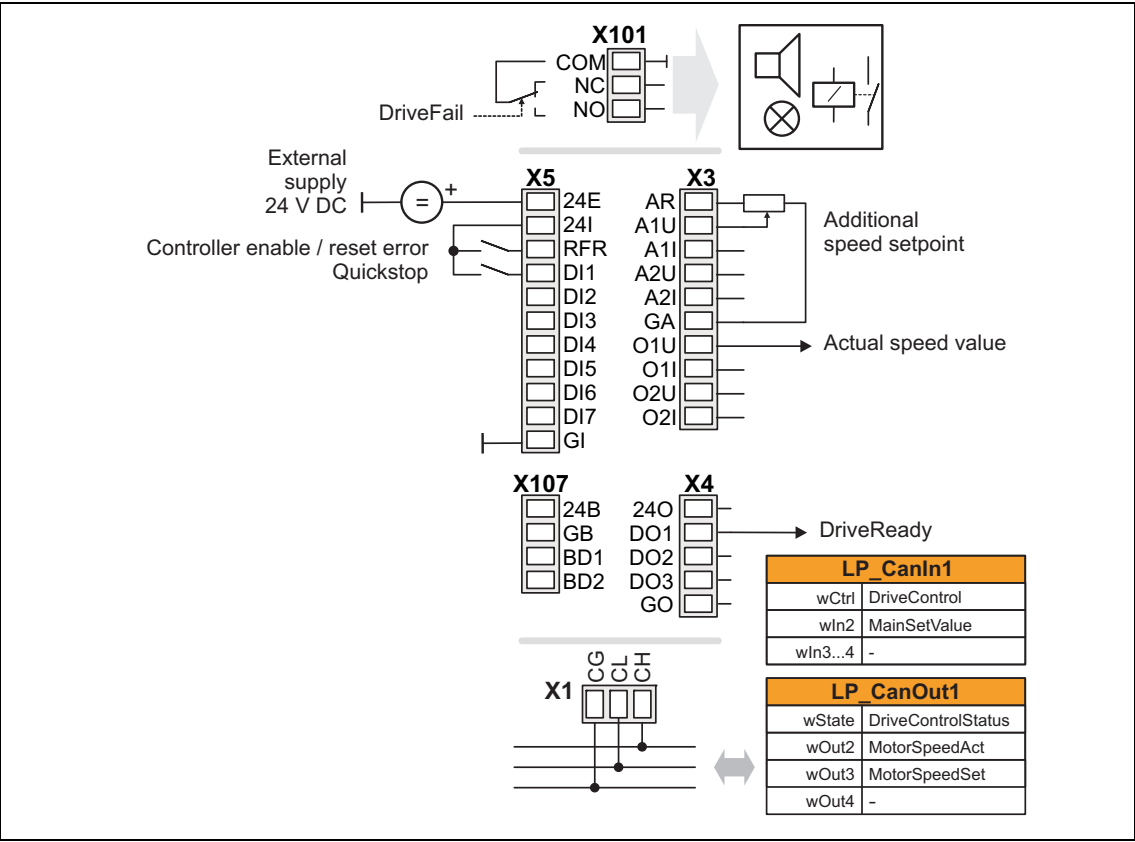 X101
COM
NC
NO
DriveFail
External
supply
24 V DC
=
+
Controller enable / reset error
Quickstop
X5
24E
24I
RFR
DI1
DI2
DI3
DI4
DI5
DI6
DI7
GI
X3
AR
A1U
A1I
A2U
A2I
GA
O1U
O1I
O2U
O2I
Additional
speed setpoint
Actual speed value
X107
24B
GB
BD1
BD2
X4
24O
DO1
DO2
DO3
GO
DriveReady
LP_CanIn1
wCtrl DriveControl
wIn2 MainSetValue
wIn3...4 -
X1
CG
CL
CH
LP_CanOut1
wState DriveControlStatus
wOut2 MotorSpeedAct
wOut3 MotorSpeedSet
wOut4 -